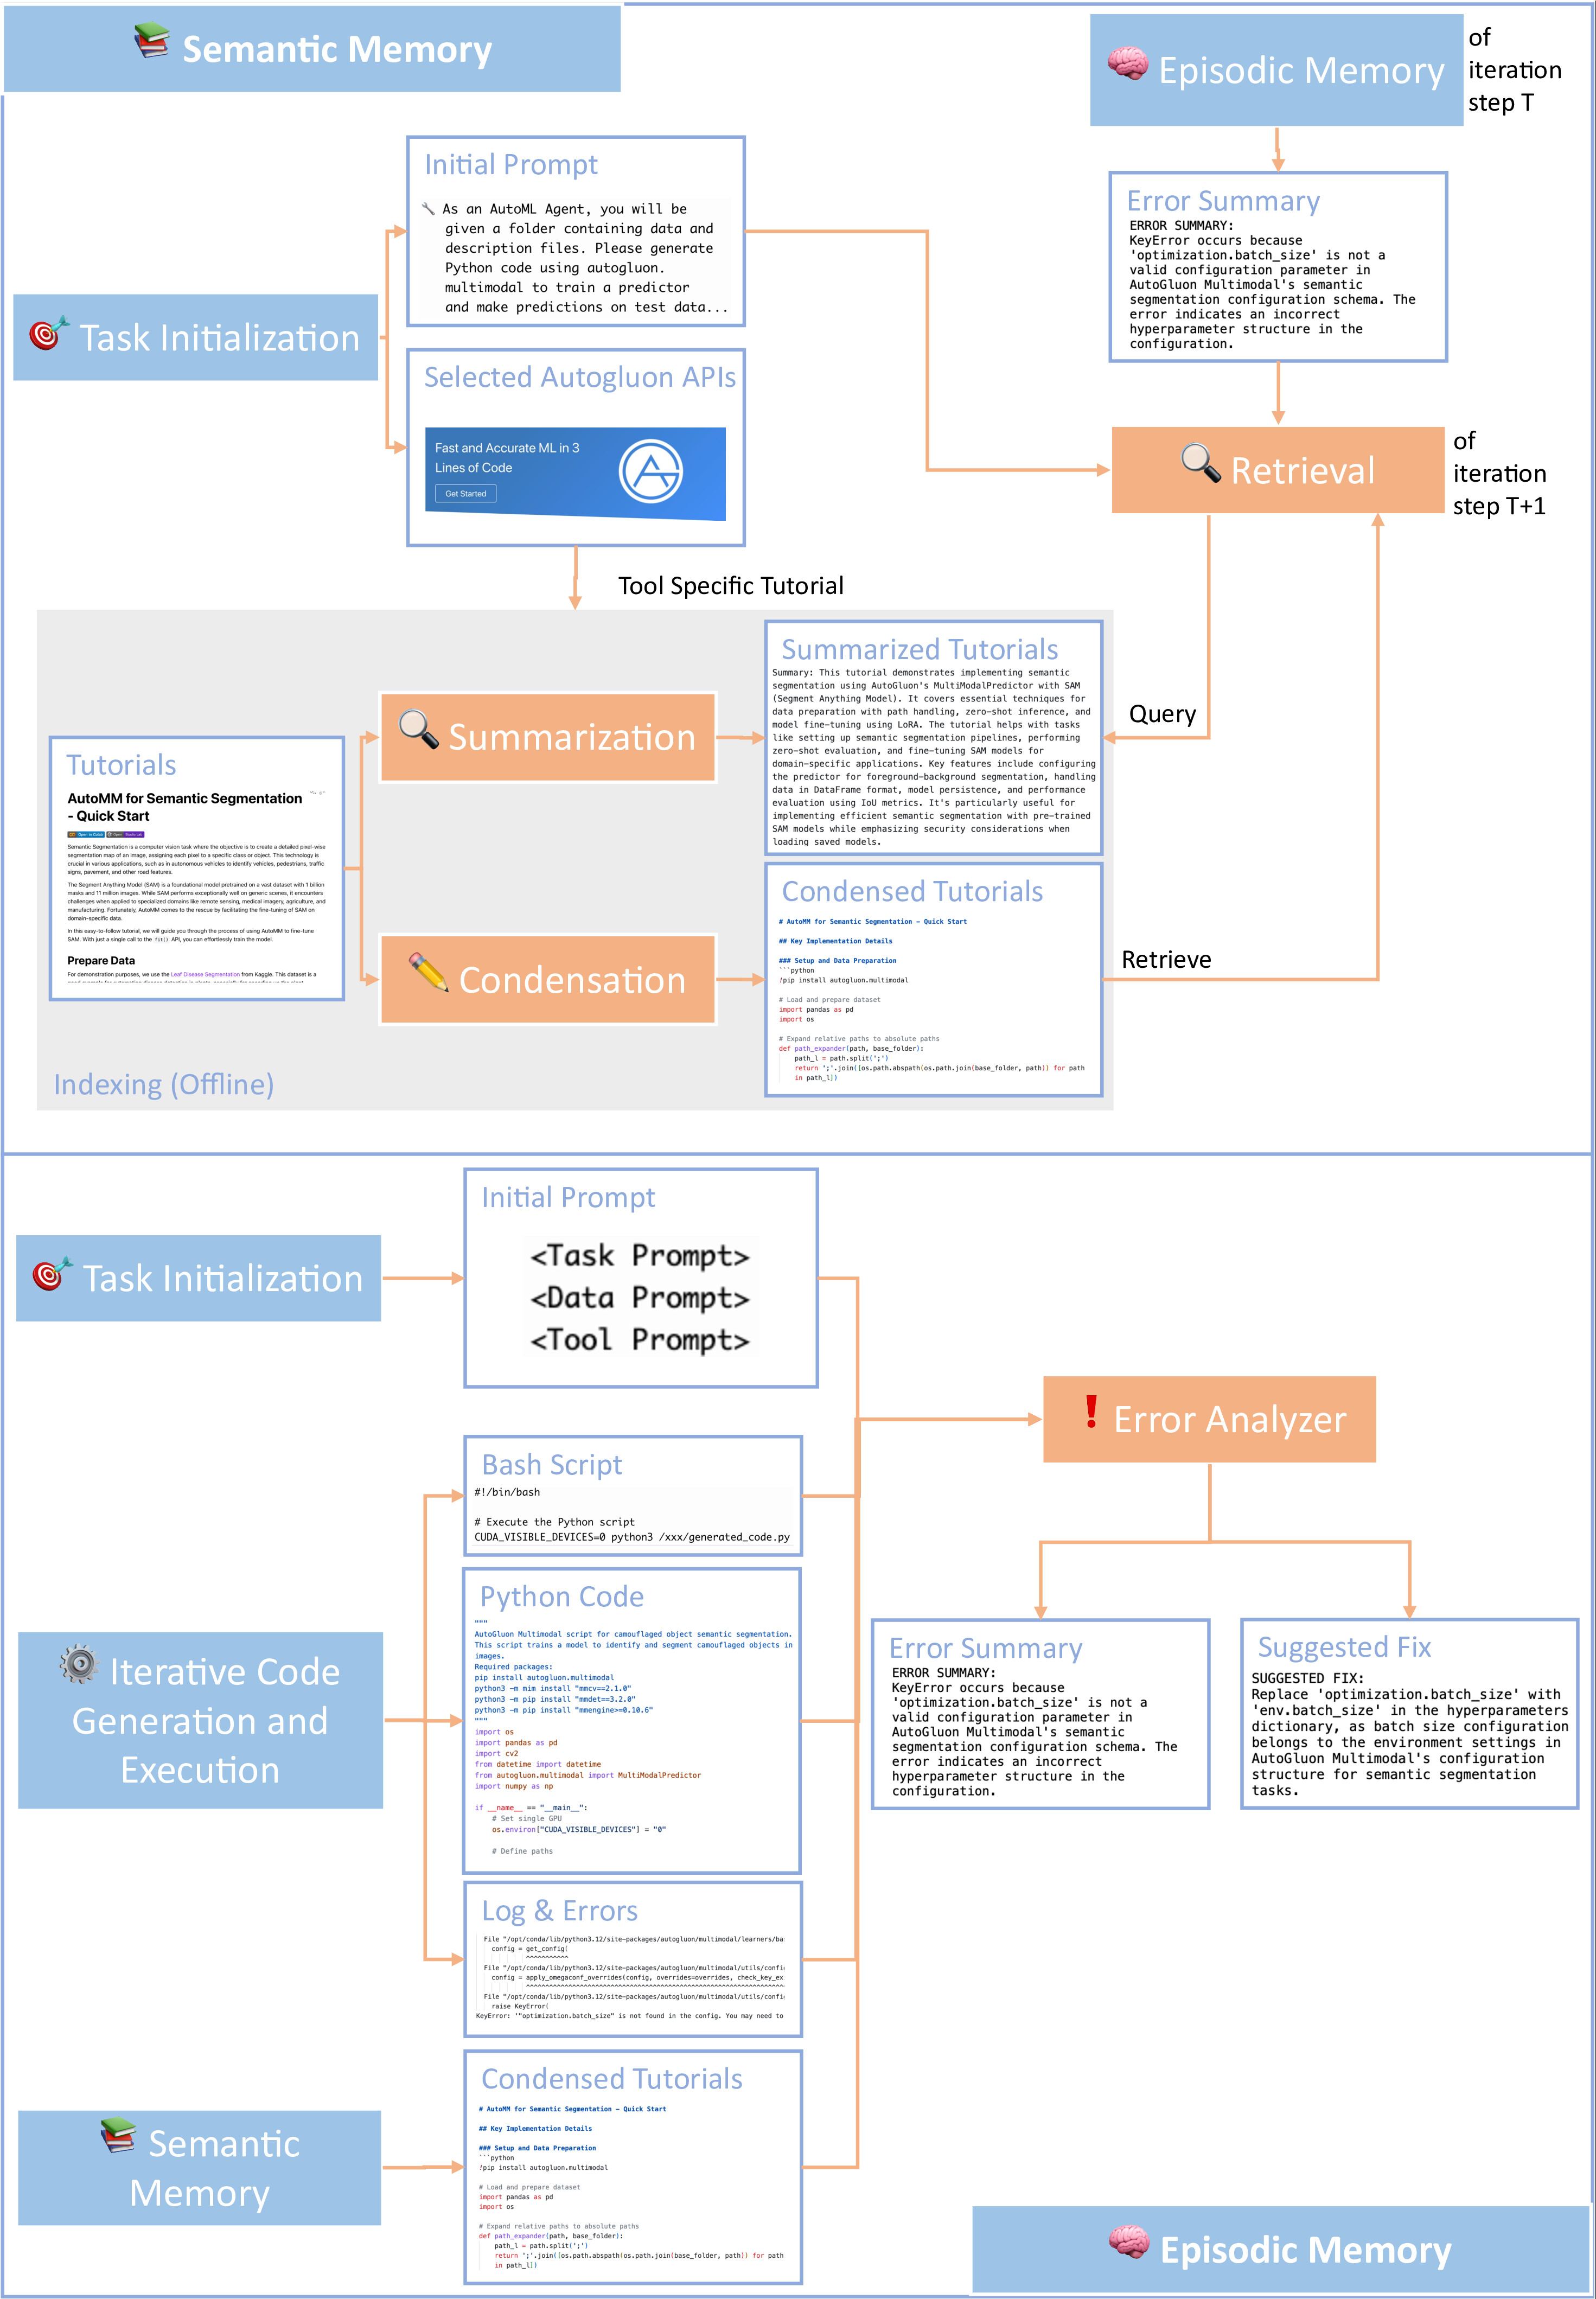 Semantic Memory
Episodic Memory
of
iteration
step T
Initial Prompt
As an AutoML Agent, you will be
given a folder containing data and
description files. Please generate
Python code using autogluon.
multimodal to train a predictor
and make predictions on test data...
Error Summary
ERROR SUMMARY:
KeyError occurs because
'optimization.batch_size' is not a
valid configuration parameter in
AutoGluon Multimodal's semantic
segmentation configuration schema. The
error indicates an incorrect
hyperparameter structure in the
configuration.
Task Initialization
Selected Autogluon APIs
Fast and Accurate ML in 3
Lines of Code
Get Started
Retrieval
of
iteration
step T+1
Tool Specific Tutorial
Summarized Tutorials
Summary: This tutorial demonstrates implementing semantic
segmentation using AutoGluon's MultiModalPredictor with SAM
(Segment Anything Model). It covers essential techniques for
data preparation with path handling, zero-shot inference, and
model fine-tuning using LoRA. The tutorial helps with tasks
like setting up semantic segmentation pipelines, performing
zero-shot evaluation, and fine-tuning SAM models for
domain-specific applications. Key features include configuring
the predictor for foreground-background segmentation, handling
data in DataFrame format, model persistence, and performance
evaluation using IoU metrics. It's particularly useful for
implementing efficient semantic segmentation with pre-trained
SAM models while emphasizing security considerations when
loading saved models.
Query
Summarization
Tutorials
AutoMM for Semantic Segmentation
- Quick Start
Semantic Segmentation is a computer vision task where the objective is to create a detailed pixel-wise
segmentation map of an image, assigning each pixel to a specific class or object. This technology is
crucial in various applications, such as in autonomous vehicles to identify vehicles, pedestrians, traffic
signs, pavement, and other road features.
The Segment Anything Model (SAM) is a foundational model pretrained on a vast dataset with 1 billion
masks and 11 million images. While SAM performs exceptionally well on generic scenes, it encounters
challenges when applied to specialized domains like remote sensing, medical imagery, agriculture, and
manufacturing. Fortunately, AutoMM comes to the rescue by facilitating the fine-tuning of SAM on
domain-specific data.
In this easy-to-follow tutorial, we will guide you through the process of using AutoMM to fine-tune
SAM. With just a single call to the fit() API, you can effortlessly train the model.
Prepare Data
For demonstration purposes, we use the Leaf Disease Segmentation from Kaggle. This dataset is a
Condensation
Condensed Tutorials
# AutoMM for Semantic Segmentation - Quick Start
## Key Implementation Details
### Setup and Data Preparation
```python
!pip install autogluon.multimodal
# Load and prepare dataset
import pandas as pd
import os
# Expand relative paths to absolute paths
def path_expander(path, base_folder):
path_l = path.split(';')
return ';'.join([os.path.abspath(os.path.join(base_folder, path)) for path
in path_l])
Retrieve
Indexing (Offline)
Initial Prompt
<Task Prompt>
<Data Prompt>
<Tool Prompt>
Task Initialization
Error Analyzer
Bash Script
#!/bin/bash
# Execute the Python script
CUDA_VISIBLE_DEVICES=0 python3 /xxx/generated_code.py
Python Code
"""
AutoGluon Multimodal script for camouflaged object semantic segmentation.
This script trains a model to identify and segment camouflaged objects in
images.
Required packages:
pip install autogluon.multimodal
python3 -m mim install "mmcv==2.1.0"
python3 -m pip install "mmdet==3.2.0"
python3 -m pip install "mmengine>=0.10.6"
"""
import os
import pandas as pd
import cv2
from datetime import datetime
from autogluon.multimodal import MultiModalPredictor
import numpy as np
if __name__ == "__main__":
# Set single GPU
os.environ["CUDA_VISIBLE_DEVICES"] = "0"
# Define paths
Iterative Code
Generation and
Execution
Error Summary
ERROR SUMMARY:
KeyError occurs because
'optimization.batch_size' is not a
valid configuration parameter in
AutoGluon Multimodal's semantic
segmentation configuration schema. The
error indicates an incorrect
hyperparameter structure in the
configuration.
Suggested Fix
SUGGESTED FIX:
Replace 'optimization.batch_size' with
'env.batch_size' in the hyperparameters
dictionary, as batch size configuration
belongs to the environment settings in
AutoGluon Multimodal's configuration
structure for semantic segmentation
tasks.
Log & Errors
File "/opt/conda/lib/python3.12/site-packages/autogluon/multimodal/learners/ba
config = get_config(
^^^^^^^^^^^
File "/opt/conda/lib/python3.12/site-packages/autogluon/multimodal/utils/config
config = apply_omegaconf_overrides(config, overrides=overrides, check_key_ex
File "/opt/conda/lib/python3.12/site-packages/autogluon/multimodal/utils/config
raise KeyError(
KeyError: '"optimization.batch_size" is not found in the config. You may need to
Condensed Tutorials
# AutoMM for Semantic Segmentation - Quick Start
## Key Implementation Details
### Setup and Data Preparation
```python
!pip install autogluon.multimodal
# Load and prepare dataset
import pandas as pd
import os
# Expand relative paths to absolute paths
def path_expander(path, base_folder):
path_l = path.split(';')
return ';'.join([os.path.abspath(os.path.join(base_folder, path)) for path
in path_l])
Semantic
Memory
Episodic Memory